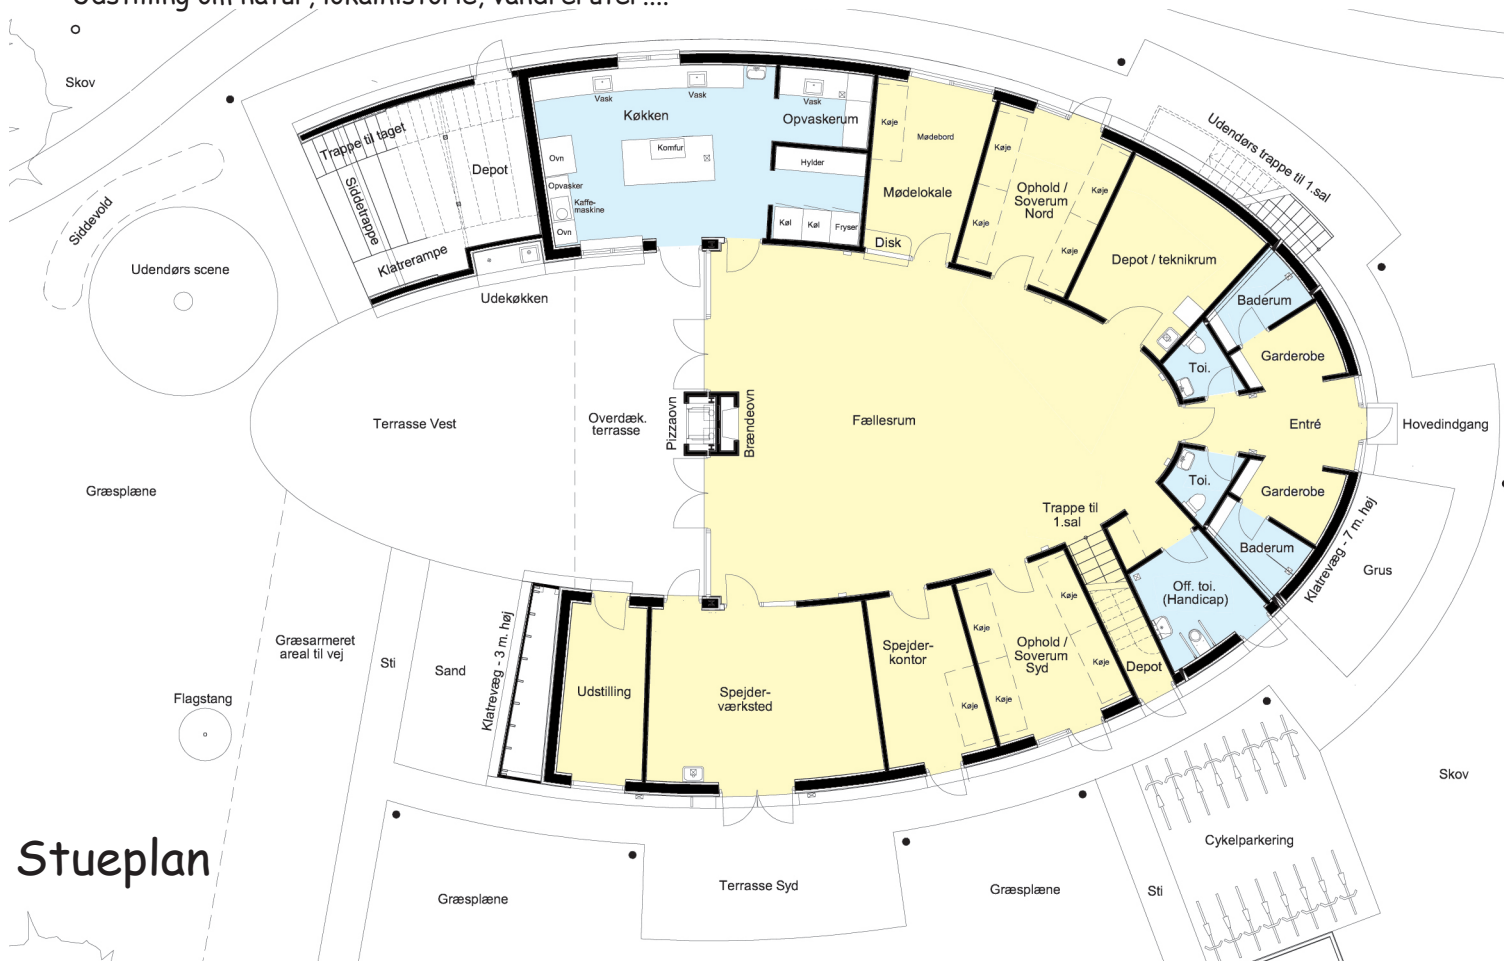 Udstilling om natur, lokalhistorie, vandreruter....
Skov
Siddevold
Udendørs scene
Trappe til taget
Siddetrappe
Klatrerampe
Depot
Udekøkken
Vask
Vask
Køkken
Komfur
Ovn
Opvasker
Kaffe-
maskine
Ovn
Vask
Opvaskerum
Hylder
Køl
Køl
Fryser
Køje
Mødebord
Mødelokale
Disk
Køje
Køje
Køje
Køje
Ophold /
Soverum
Nord
Depot / teknikrum
Udendørs trappe til 1.sal
Baderum
Garderobe
Toi.
Entré
Hovedindgang
Terrasse Vest
Overdæk.
terrasse
Pizzaovn
Brændeovn
Fællesrum
Toi.
Garderobe
Baderum
Klatrevæg - 7 m. høj
Grus
Trappe til
1.sal
Off. toi.
(Handicap)
Depot
Køje
Køje
Køje
Køje
Ophold /
Soverum
Syd
Spejder-
kontor
Køje
Spejder-
værksted
Udstilling
Klatrevæg - 3 m. høj
Sand
Sti
Græsarmeret
areal til vej
Græsplæne
Flagstang
Stueplan
Græsplæne
Terrasse Syd
Græsplæne
Sti
Cykelparkering
Skov